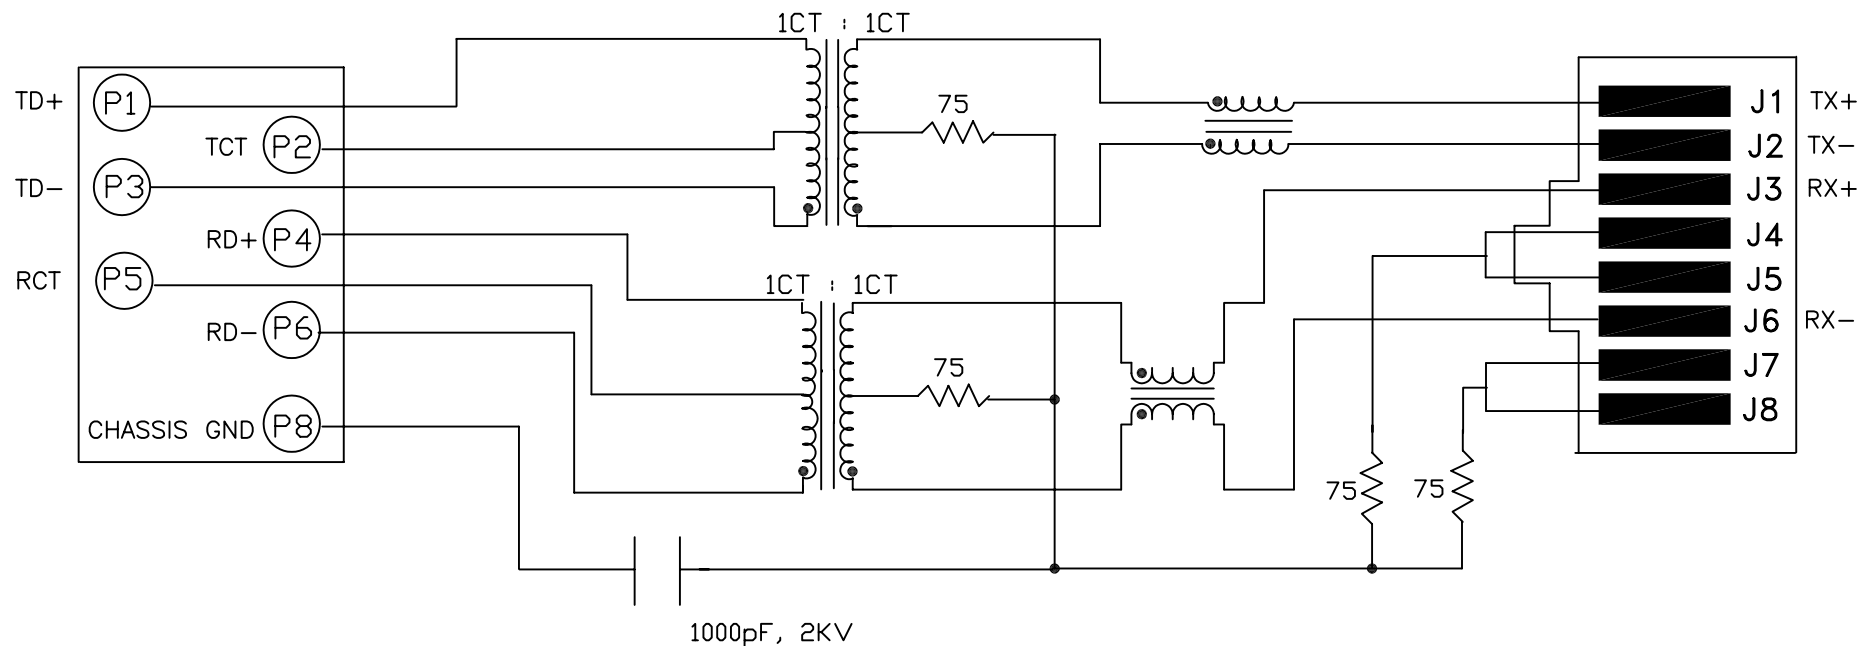 1CT : 1CT
TD+ P1
75
J1 TX+
TCT P2
J2 TX-
TD- P3
J3 RX+
RD+ P4
J4
RCT P5
1CT : 1CT
J5
RD- P6
J6 RX-
75
J7
J8
CHASSIS GND P8
75 75
1000pF, 2KV